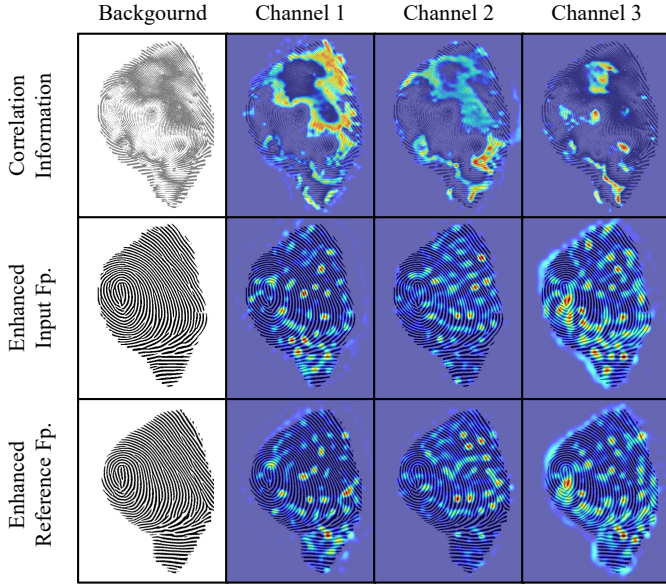 Backgournd Channel 1 Channel 2 Channel 3
Correlation
Information
Enhanced
Input Fp.
Enhanced
Reference Fp.